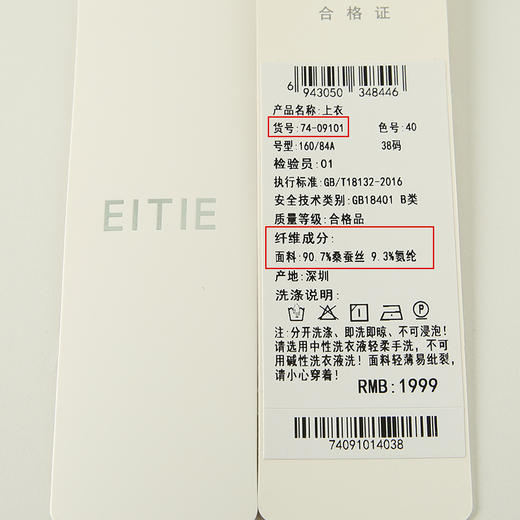 EITIE
合格证
6 943050 348446
产品名称:上衣
货号:74-09101 色号:40
号型:160/84A 38码
检验员:01
执行标准:GB/T18132-2016
安全技术类别:GB18401 B类
质量等级:合格品
纤维成分:
面料:90.7%桑蚕丝 9.3%氨纶
产地:深圳
洗涤说明:
注:分开洗涤、即洗即晾、不可浸泡!
请选用中性洗衣液轻柔手洗，不可
用碱性洗衣液洗! 面料轻薄易纰裂,
请小心穿着!
RMB:1999
74091014038